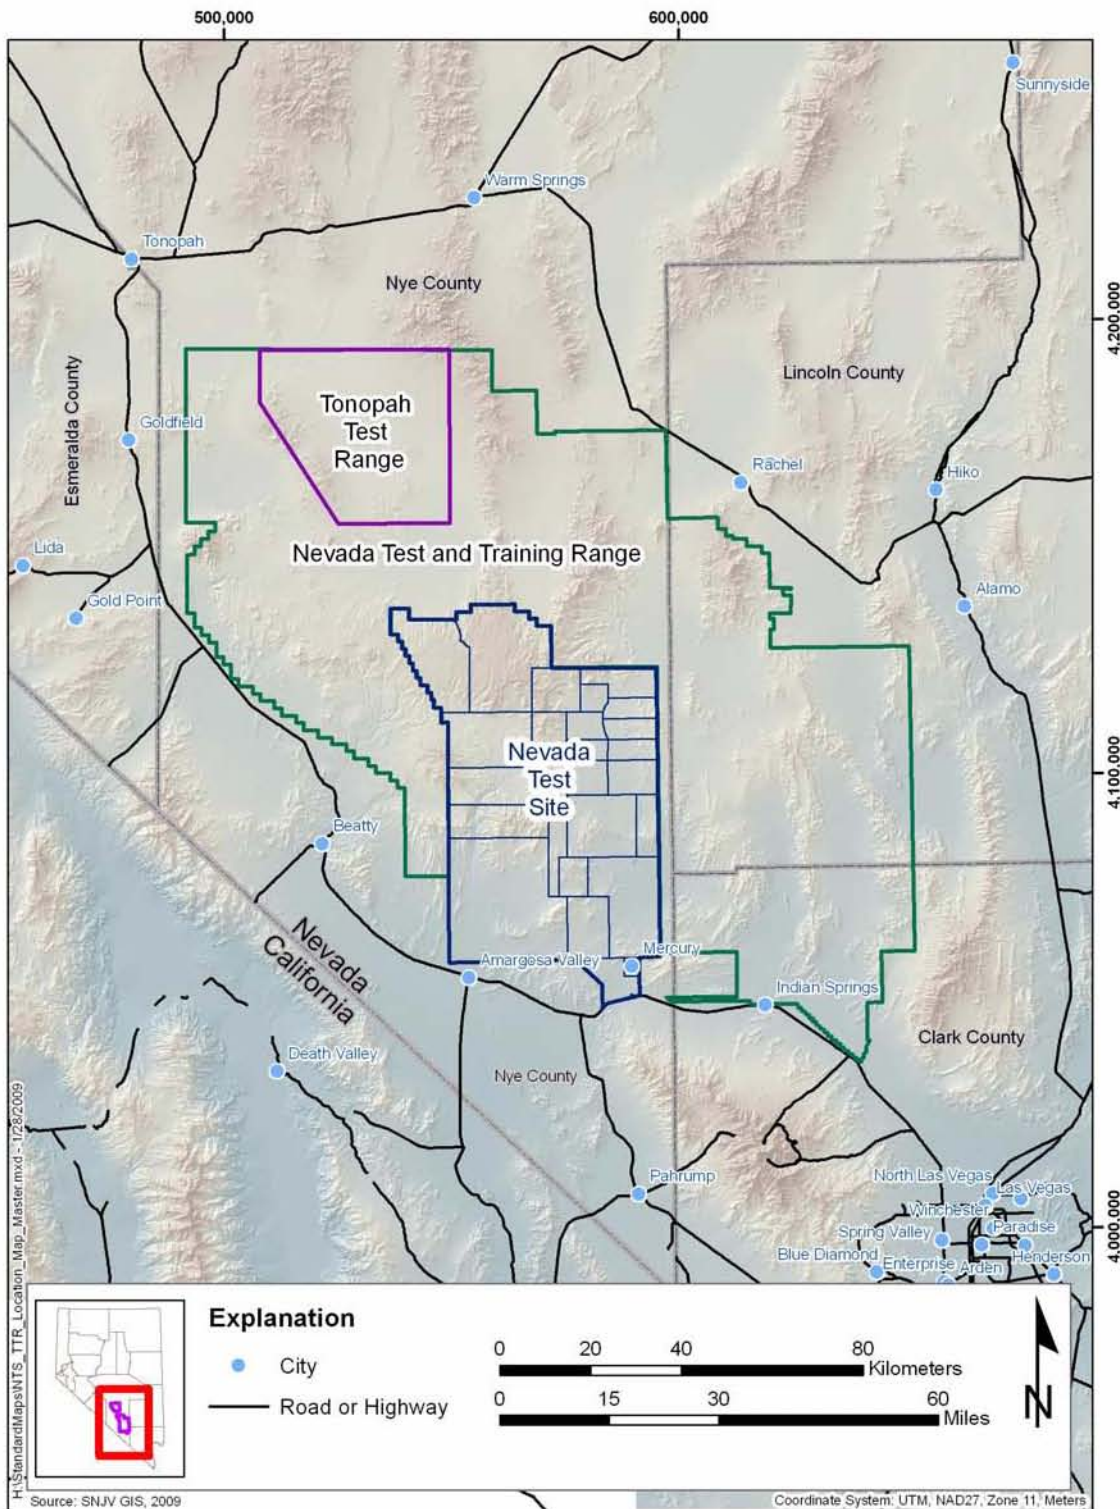 500,000
600,000
Sunnyside
Warm Springs
Tonopah
Nye County
4,200,000
Lincoln County
Esmeralda County
Tonopah
Test
Range
Goldfield
Rachel
Hiko
Nevada Test and Training Range
Lida
Gold Point
Alamo
Nevada
Test
Site
4,100,000
Beatty
Nevada
California
Mercury
Amargosa Valley
Indian Springs
Clark County
Death Valley
Nye County
Pahrump
North Las Vegas
Las Vegas
Winchester
Spring Valley
Paradise
4,000,000
Blue Diamond
Enterprise
Arden
Henderson
H:\StandardMaps\NTS_TTR_Location_Map_Master.mxd - 1/28/2009
Explanation
City
Road or Highway
0 20 40 80
Kilometers
0 15 30 60
Miles
N
Source: SNJV GIS, 2009
Coordinate System: UTM, NAD27, Zone 11, Meters